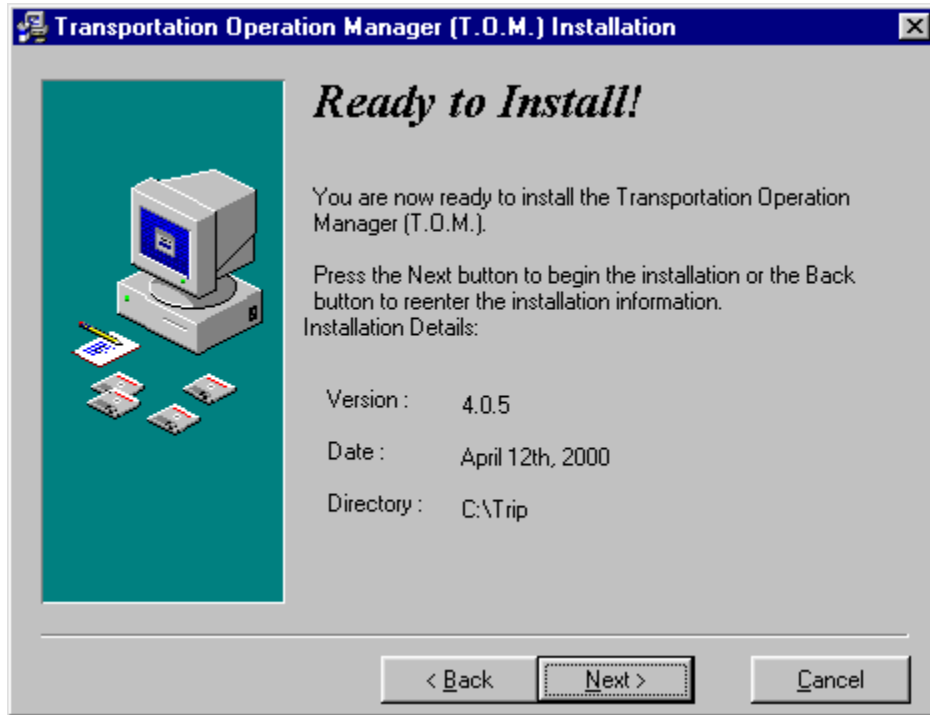 Transportation Operation Manager (T.O.M.) Installation
Ready to Install!
You are now ready to install the Transportation Operation
Manager (T.O.M.).
Press the Next button to begin the installation or the Back
button to reenter the installation information.
Installation Details:
Version : 4.0.5
Date : April 12th, 2000
Directory : C:\Trip
< Back Next > Cancel